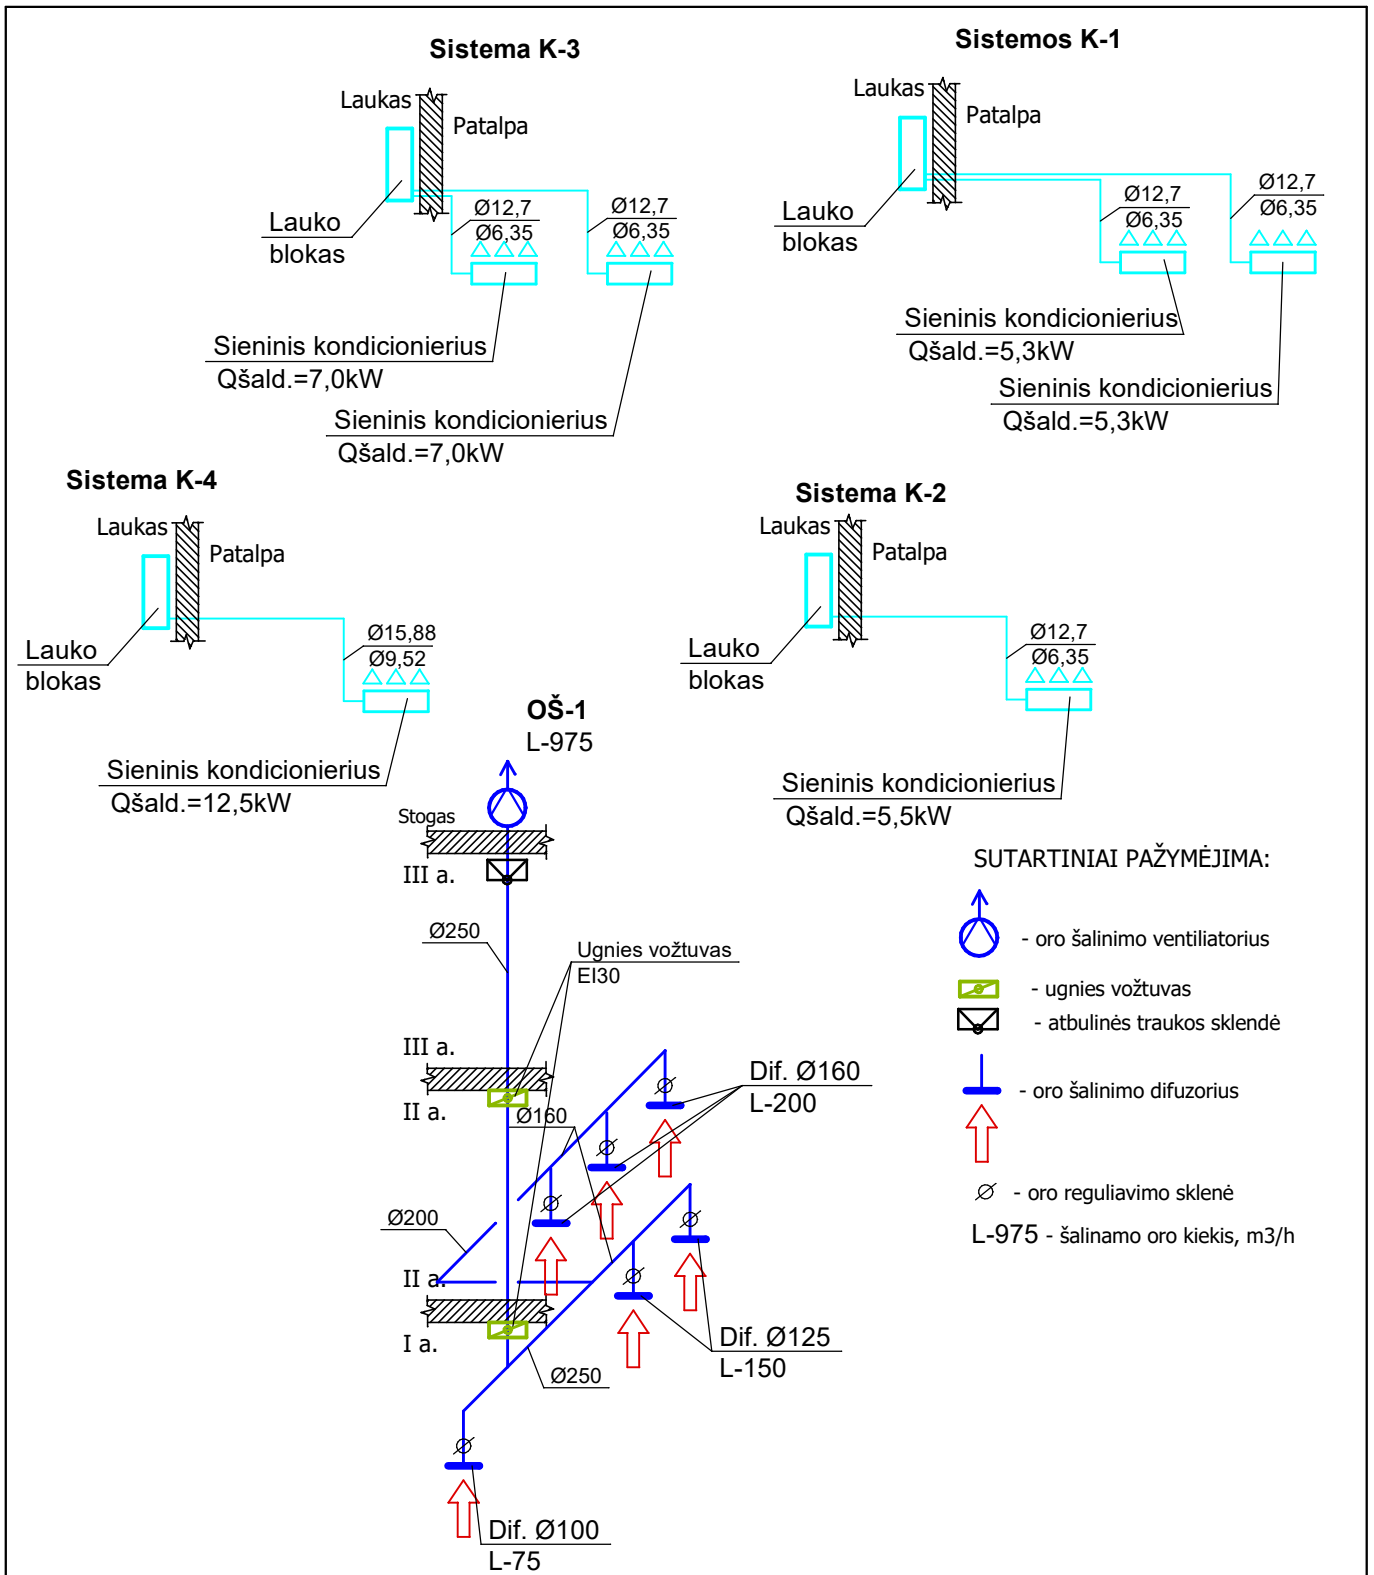 Sistema K-3
Laukas
Patalpa
Lauko
blokas
Ø12,7
Ø6,35
Ø12,7
Ø6,35
Sieninis kondicionierius
Qšald.=7,0kW
Sieninis kondicionierius
Qšald.=7,0kW
Sistemos K-1
Laukas
Patalpa
Lauko
blokas
Ø12,7
Ø6,35
Ø12,7
Ø6,35
Sieninis kondicionierius
Qšald.=5,3kW
Sieninis kondicionierius
Qšald.=5,3kW
Sistema K-4
Laukas
Patalpa
Lauko
blokas
Ø15,88
Ø9,52
Sieninis kondicionierius
Qšald.=12,5kW
Sistema K-2
Laukas
Patalpa
Lauko
blokas
Ø12,7
Ø6,35
Sieninis kondicionierius
Qšald.=5,5kW
OŠ-1
L-975
Stogas
III a.
Ø250
Ugnies vožtuvas
EI30
III a.
II a.
Ø160
Dif. Ø160
L-200
Ø200
II a.
I a.
Dif. Ø125
L-150
Ø250
Dif. Ø100
L-75
SUTARTINIAI PAŽYMĖJIMA:
- oro šalinimo ventiliatorius
- ugnies vožtuvas
- atbulinės traukos sklendė
- oro šalinimo difuzorius
- oro reguliavimo sklenė
L-975 - šalinamo oro kiekis, m3/h